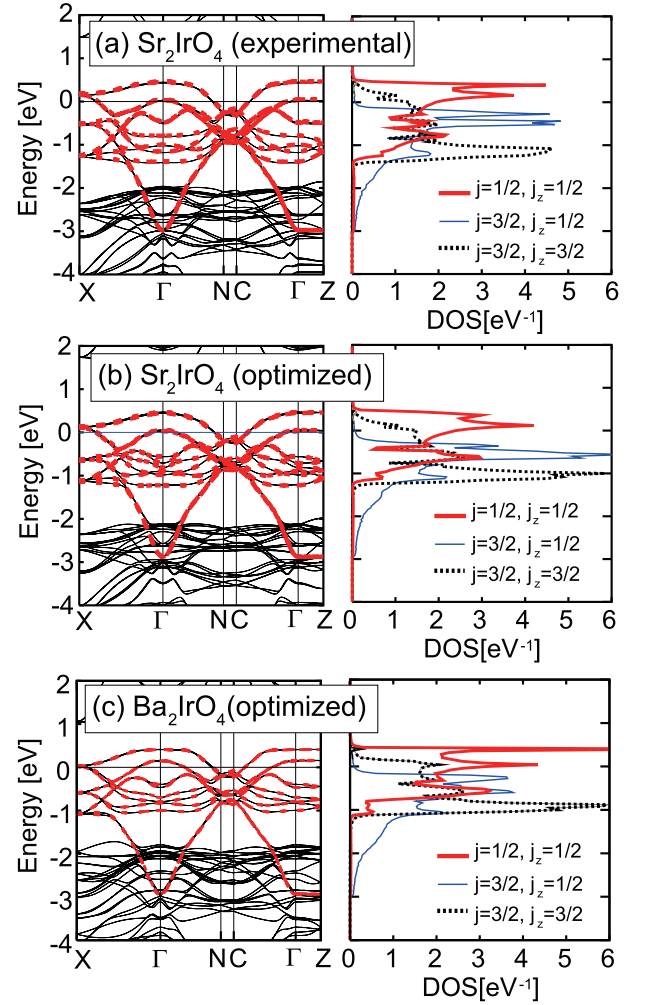 (a) Sr2IrO4 (experimental)
2
1
0
-1
-2
-3
-4
Energy [eV]
X Γ N C Γ Z
j=1/2, jz=1/2
j=3/2, jz=1/2
j=3/2, jz=3/2
0 1 2 3 4 5 6
DOS[eV-1]
(b) Sr2IrO4 (optimized)
2
1
0
-1
-2
-3
-4
Energy [eV]
X Γ N C Γ Z
j=1/2, jz=1/2
j=3/2, jz=1/2
j=3/2, jz=3/2
0 1 2 3 4 5 6
DOS[eV-1]
(c) Ba2IrO4(optimized)
2
1
0
-1
-2
-3
-4
Energy [eV]
X Γ N C Γ Z
j=1/2, jz=1/2
j=3/2, jz=1/2
j=3/2, jz=3/2
0 1 2 3 4 5 6
DOS[eV-1]